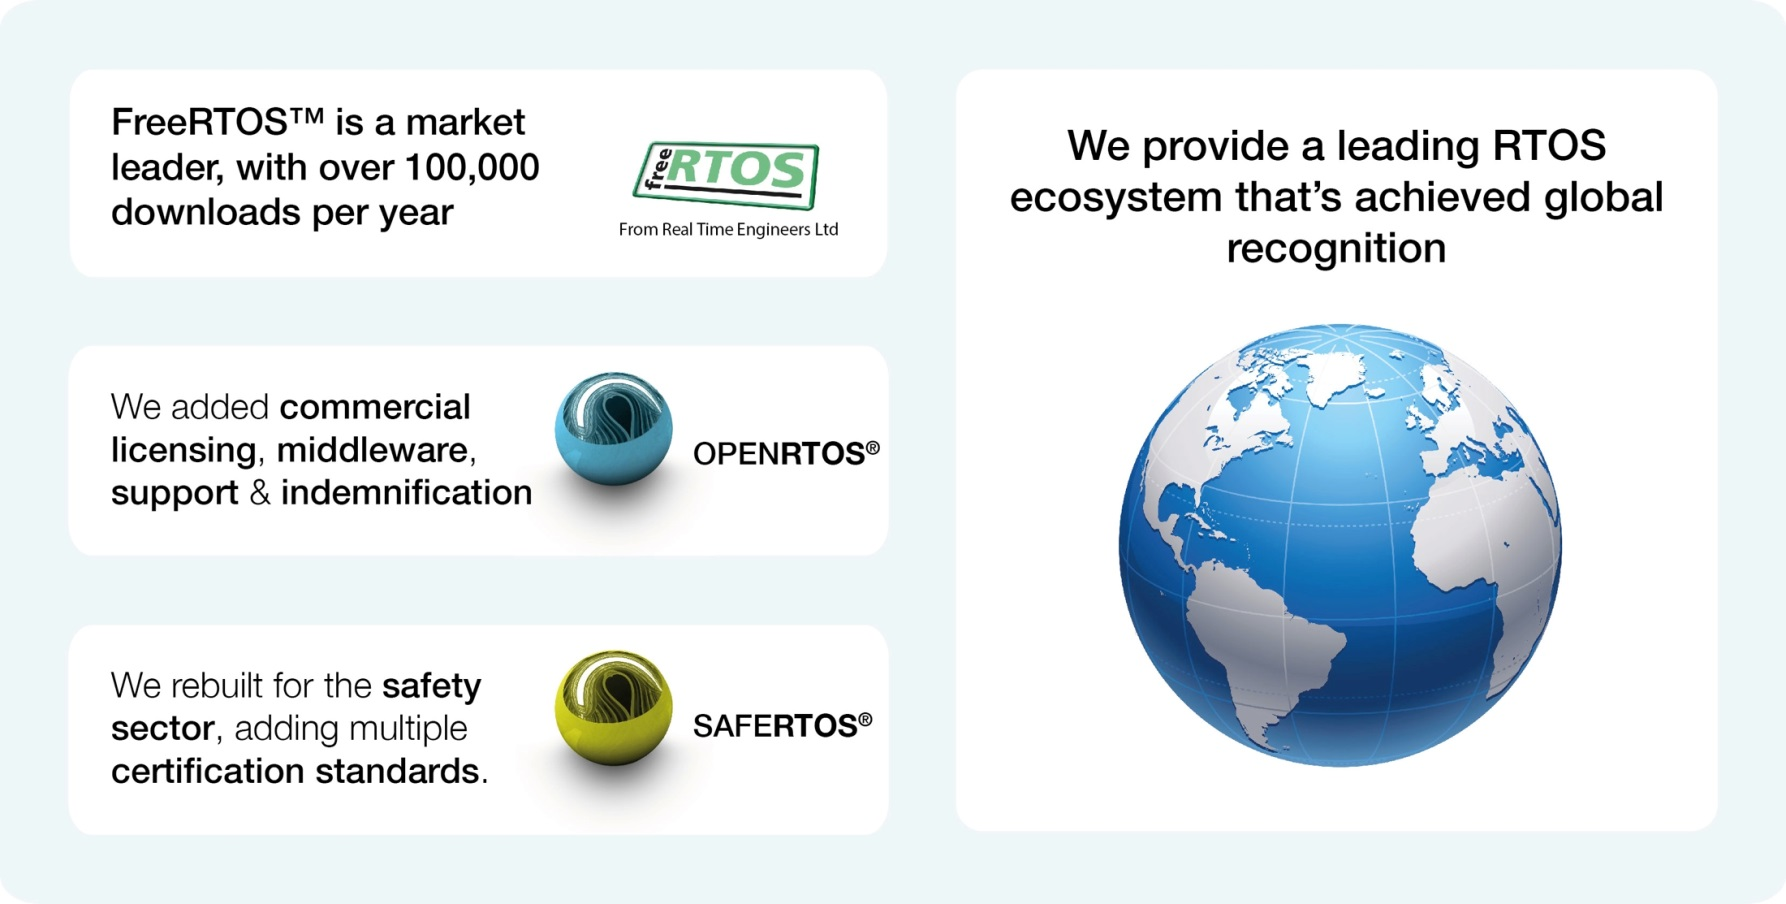 FreeRTOS™ is a market
leader, with over 100,000
downloads per year
free RTOS
From Real Time Engineers Ltd
We added commercial
licensing, middleware,
support & indemnification
OPENRTOS®
We rebuilt for the safety
sector, adding multiple
certification standards.
SAFERTOS®
We provide a leading RTOS
ecosystem that’s achieved global
recognition